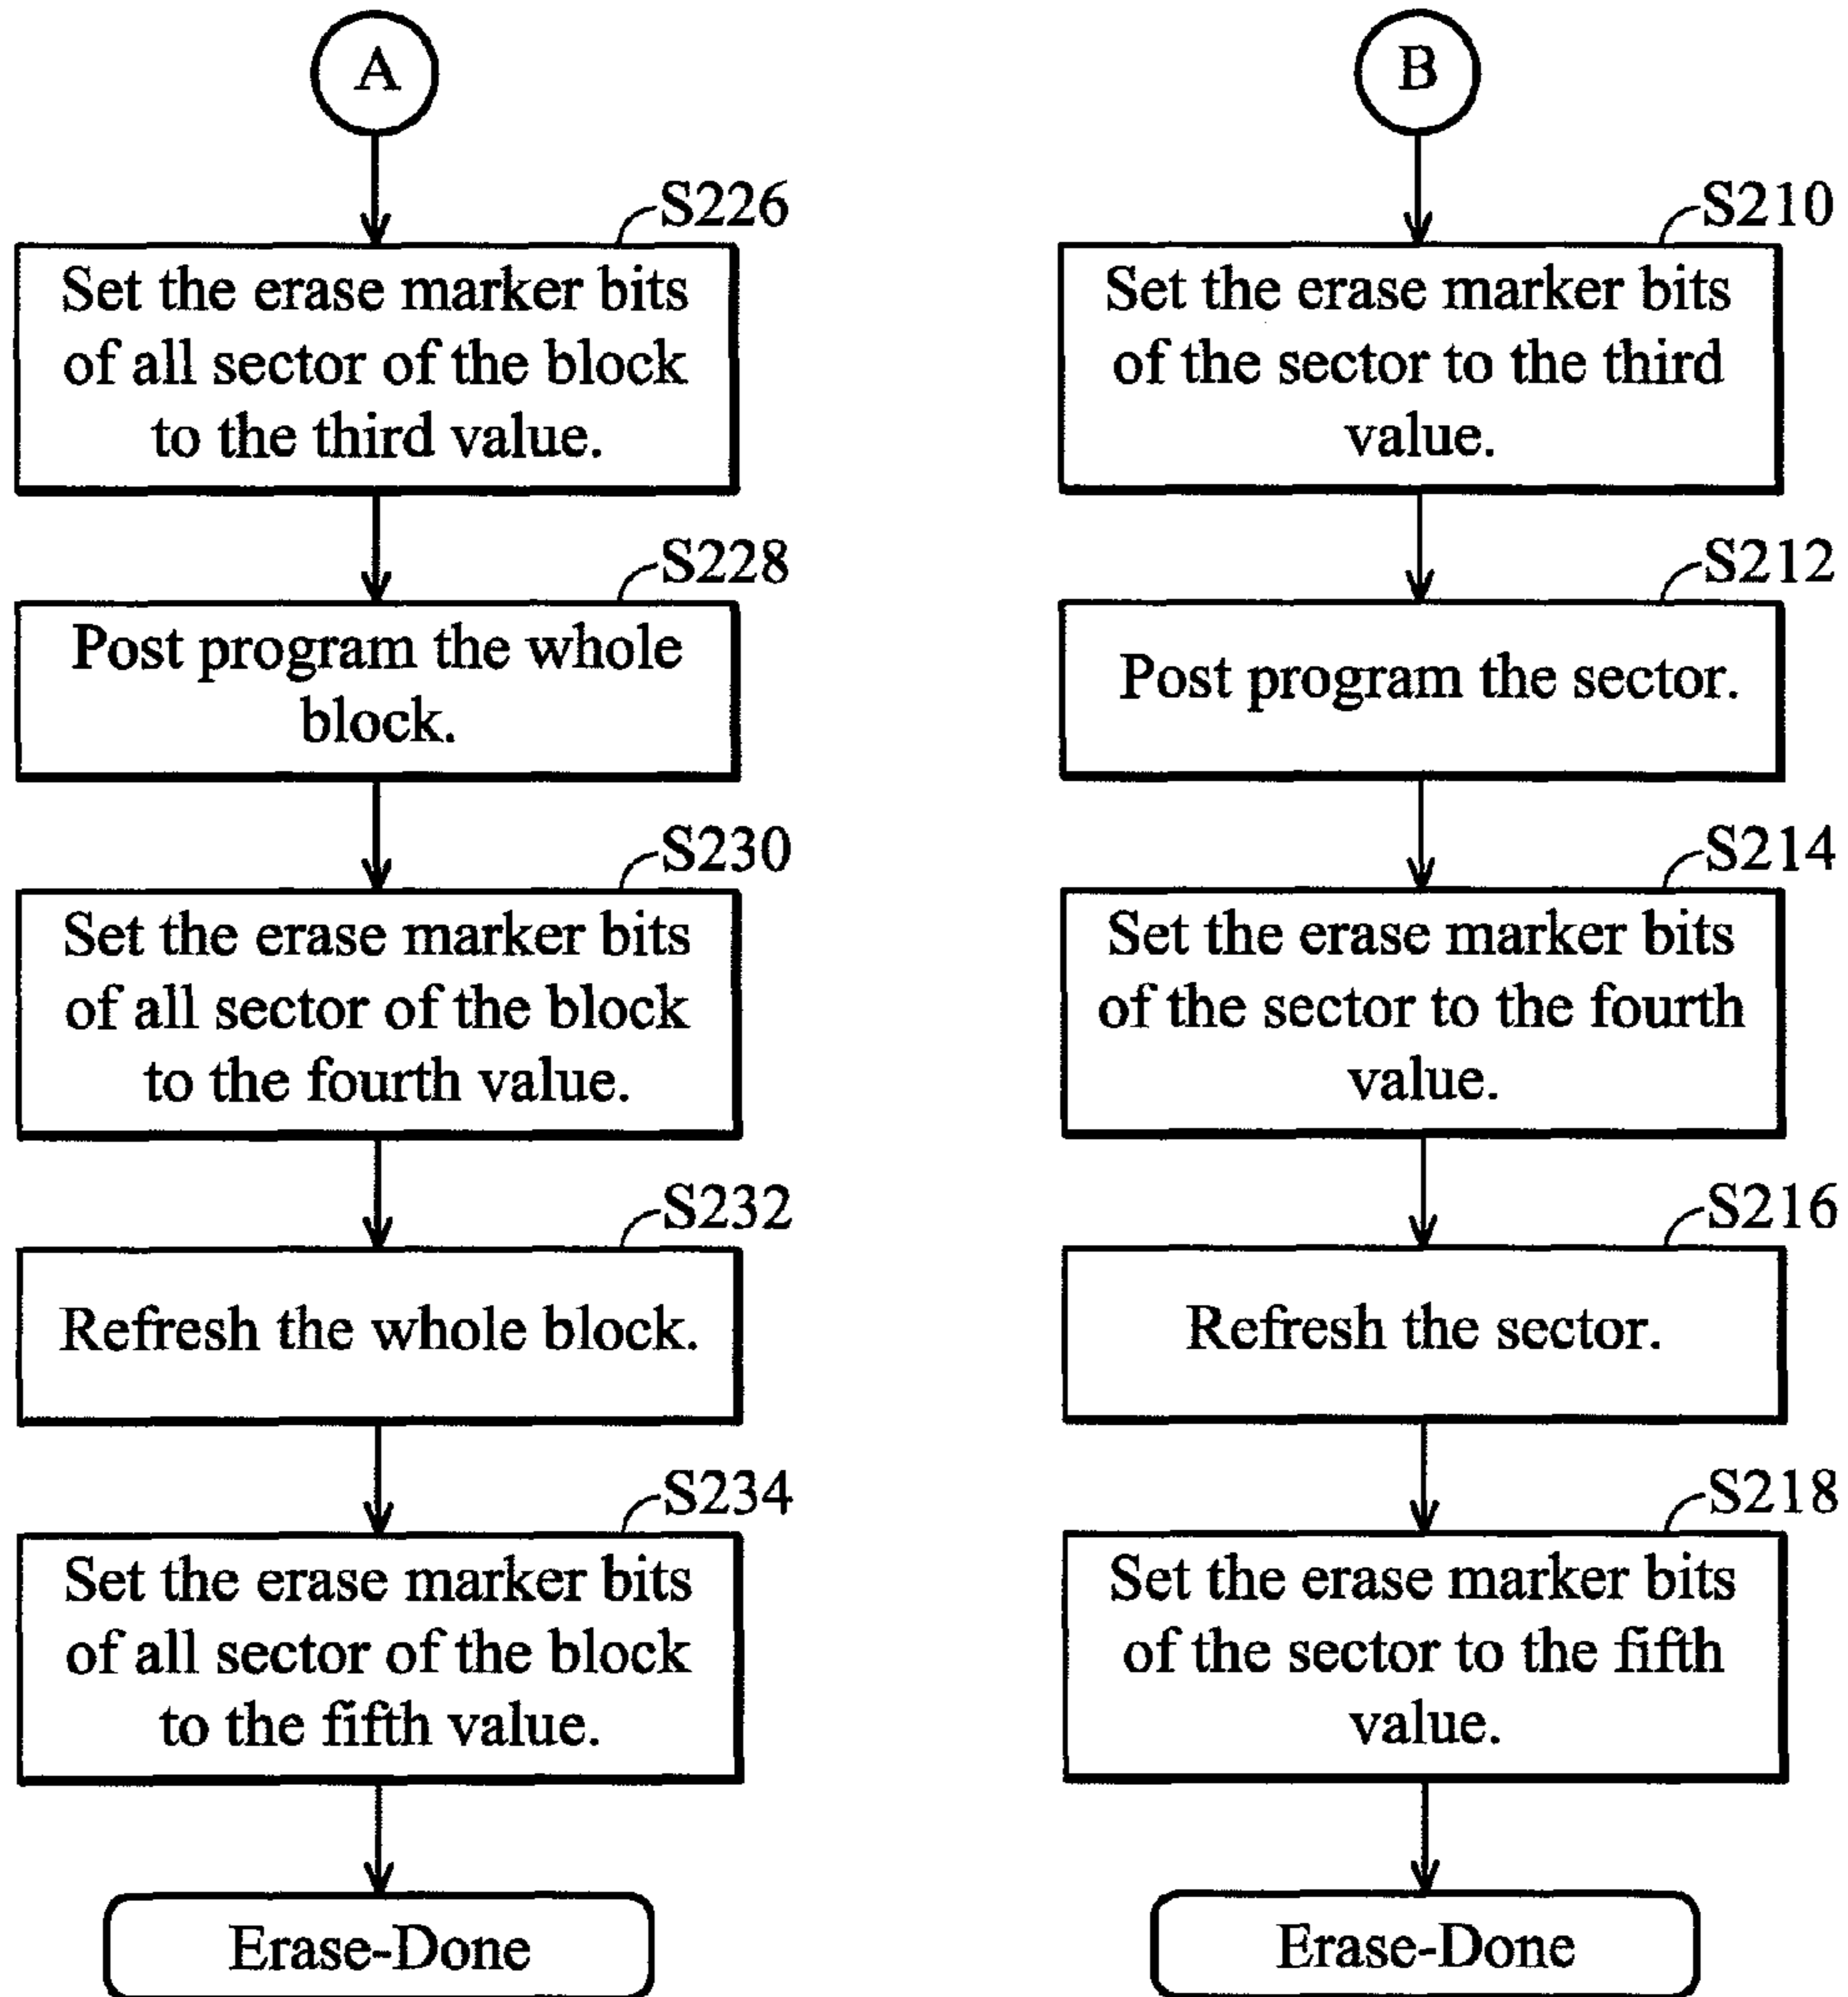 A
S226
Set the erase marker bits
of all sector of the block
to the third value.
S228
Post program the whole
block.
S230
Set the erase marker bits
of all sector of the block
to the fourth value.
S232
Refresh the whole block.
S234
Set the erase marker bits
of all sector of the block
to the fifth value.
Erase-Done
B
S210
Set the erase marker bits
of the sector to the third
value.
S212
Post program the sector.
S214
Set the erase marker bits
of the sector to the fourth
value.
S216
Refresh the sector.
S218
Set the erase marker bits
of the sector to the fifth
value.
Erase-Done